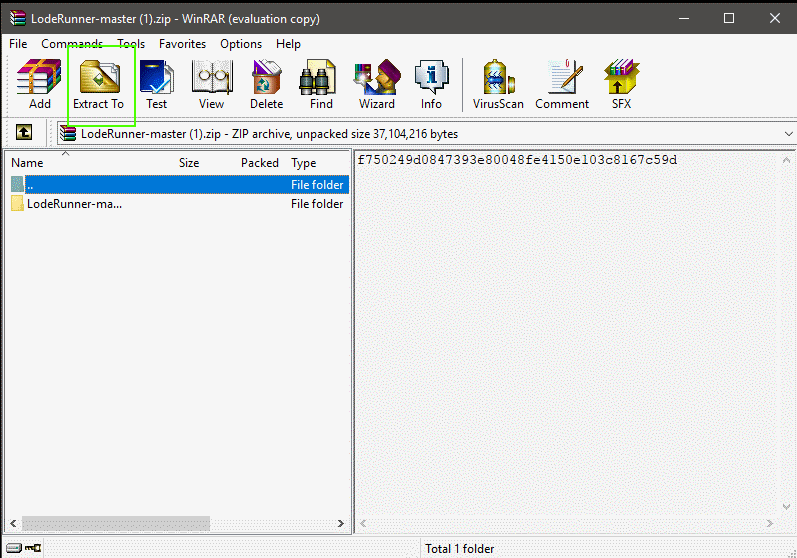 LodeRunner-master (1).zip - WinRAR (evaluation copy)
File Commands Tools Favorites Options Help
Add Extract To Test View Delete Find Wizard Info VirusScan Comment SFX
LodeRunner-master (1).zip - ZIP archive, unpacked size 37,104,216 bytes
Name Size Packed Type
.. File folder
LodeRunner-ma... File folder
f750249d0847393e80048fe4150e103c8167c59d
Total 1 folder